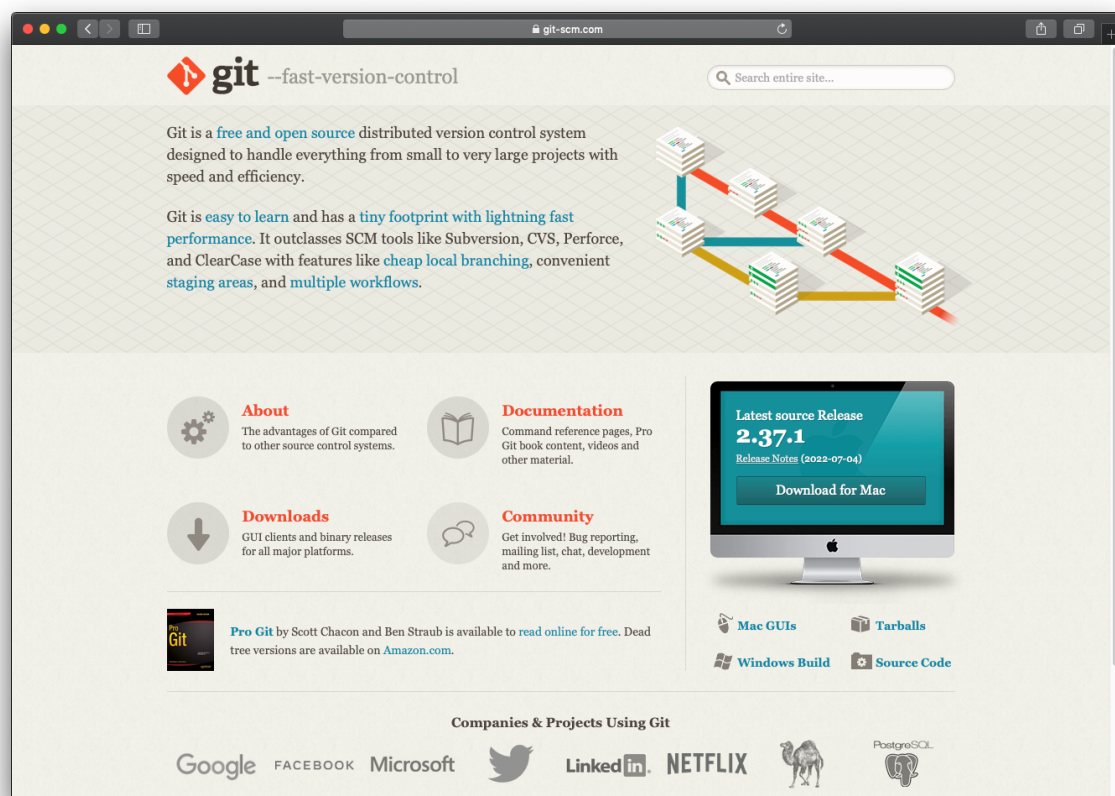 git-scm.com
git --fast-version-control
Search entire site...
Git is a free and open source distributed version control system
designed to handle everything from small to very large projects with
speed and efficiency.
Git is easy to learn and has a tiny footprint with lightning fast
performance. It outclasses SCM tools like Subversion, CVS, Perforce,
and ClearCase with features like cheap local branching, convenient
staging areas, and multiple workflows.
About
The advantages of Git compared
to other source control systems.
Documentation
Command reference pages, Pro
Git book content, videos and
other material.
Downloads
GUI clients and binary releases
for all major platforms.
Community
Get involved! Bug reporting,
mailing list, chat, development
and more.
Latest source Release
2.37.1
Release Notes (2022-07-04)
Download for Mac
Pro
Git
Pro Git by Scott Chacon and Ben Straub is available to read online for free. Dead
tree versions are available on Amazon.com.
Mac GUIs
Tarballs
Windows Build
Source Code
Companies & Projects Using Git
Google FACEBOOK Microsoft Linked in. NETFLIX PostgreSQL